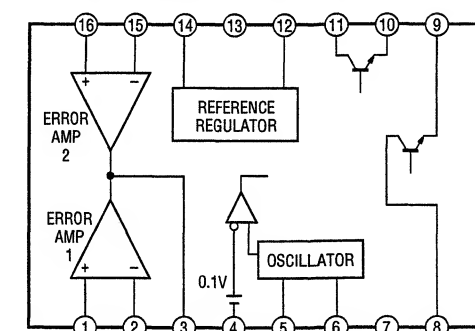 16 15 14 13 12 11 10 9
+ −
ERROR
AMP
2
REFERENCE
REGULATOR
ERROR
AMP
1
+ −
0.1V
OSCILLATOR
1 2 3 4 5 6 7 8